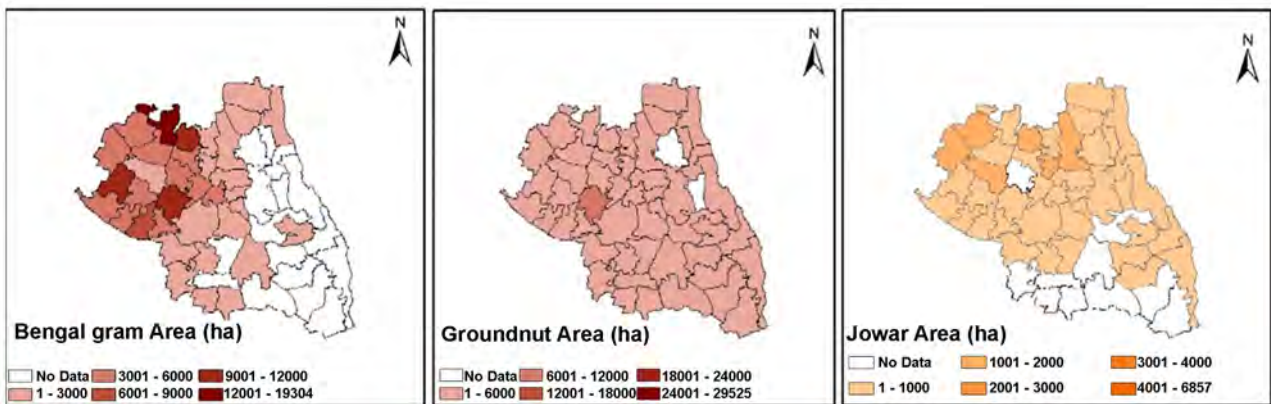 N
N
N
Bengal gram Area (ha)
No Data 3001 - 6000 9001 - 12000
1 - 3000 6001 - 9000 12001 - 19304
Groundnut Area (ha)
No Data 6001 - 12000 18001 - 24000
1 - 6000 12001 - 18000 24001 - 29525
Jowar Area (ha)
No Data 1001 - 2000 3001 - 4000
1 - 1000 2001 - 3000 4001 - 6857